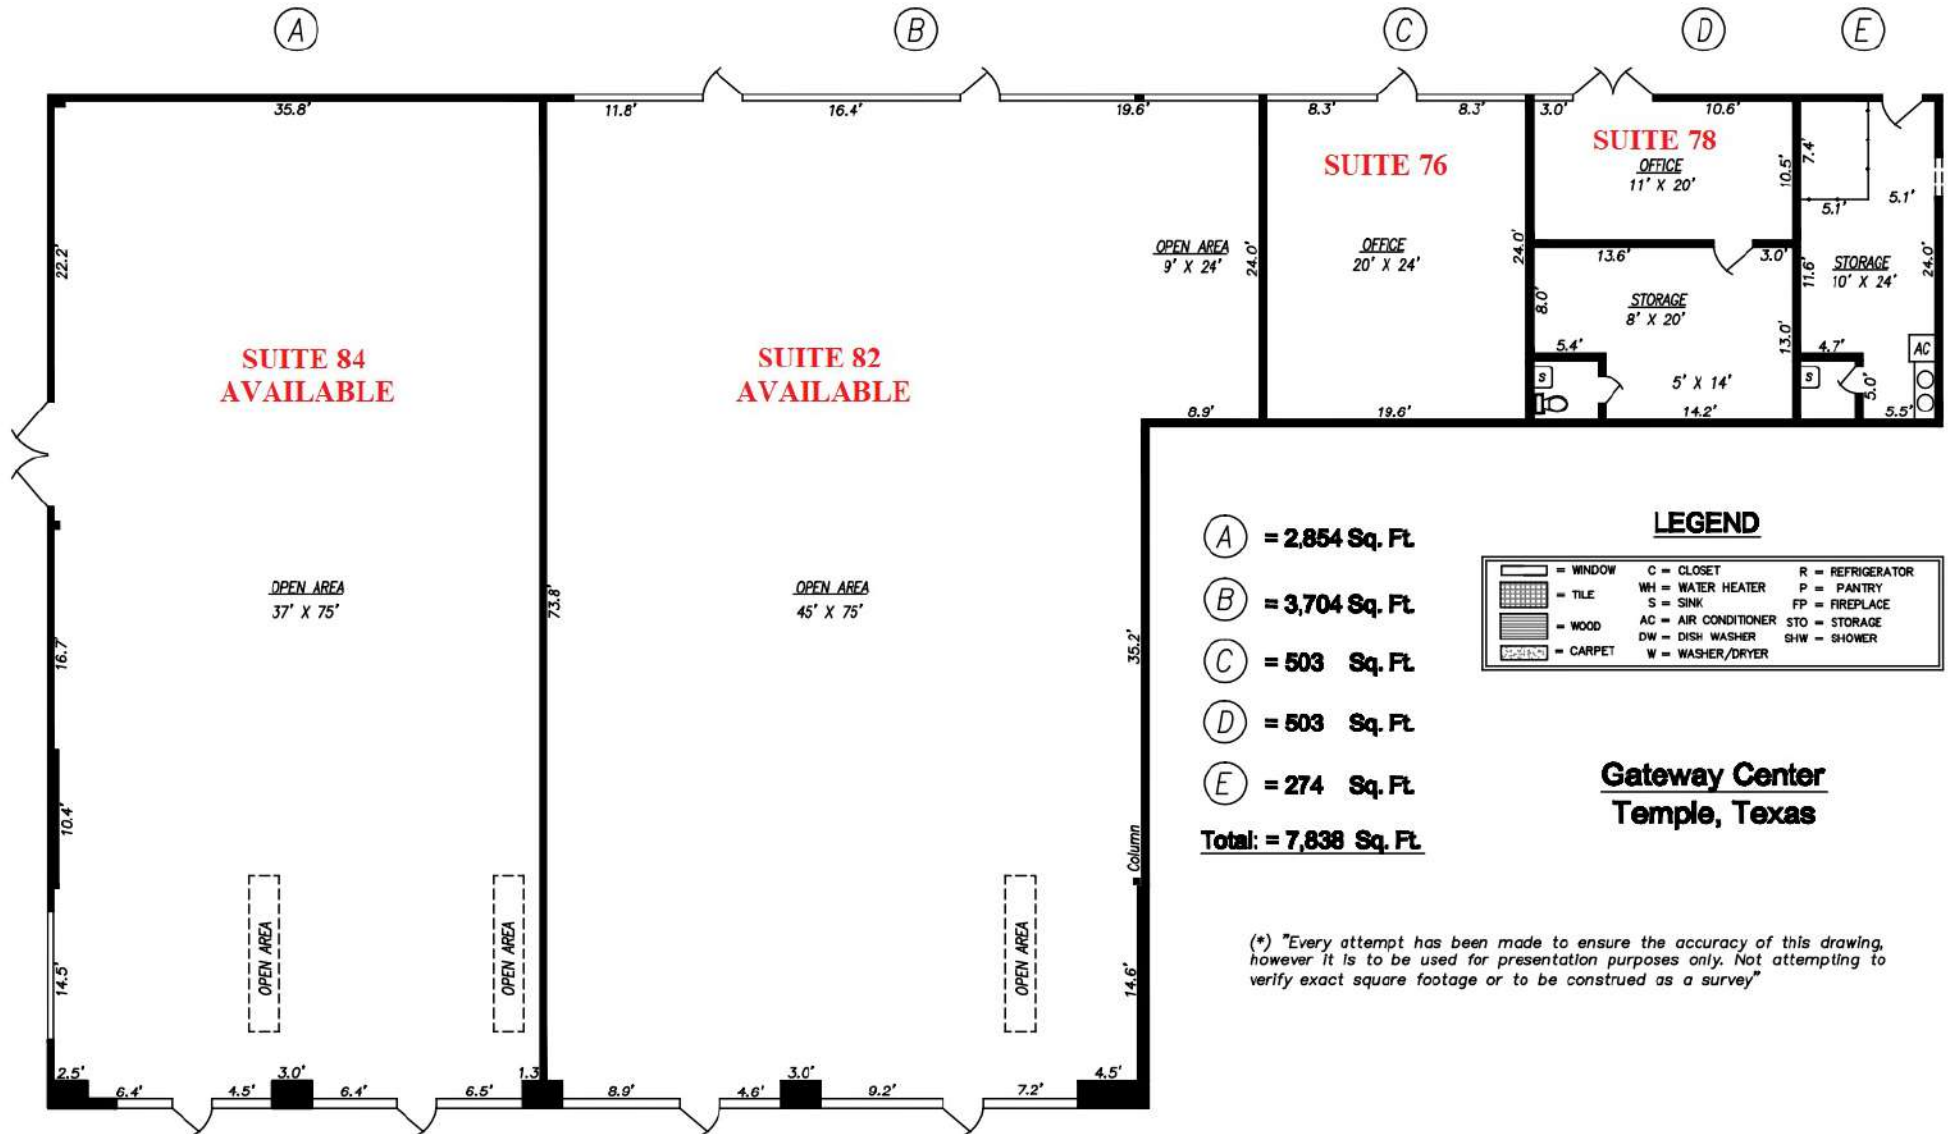 A
B
C
D
E
35.8'
11.8'
16.4'
19.6'
8.3'
8.3'
3.0'
10.6'
SUITE 76
SUITE 78
OFFICE
11' X 20'
10.5'
7.4'
5.1'
5.1'
22.2'
OPEN AREA
9' X 24'
24.0'
OFFICE
20' X 24'
24.0'
13.6'
3.0'
11.6'
STORAGE
10' X 24'
24.0'
8.0'
STORAGE
8' X 20'
13.0'
SUITE 84
AVAILABLE
SUITE 82
AVAILABLE
5.4'
S
5' X 14'
4.7'
S
5.0'
AC
8.9'
19.6'
14.2'
5.5'
OPEN AREA
37' X 75'
73.8'
OPEN AREA
45' X 75'
16.7'
35.2'
10.4'
Column
14.5'
OPEN AREA
OPEN AREA
OPEN AREA
14.6'
2.5'
6.4'
4.5'
3.0'
6.4'
6.5'
1.3'
8.9'
4.6'
3.0'
9.2'
7.2'
4.5'
A = 2,854 Sq. Ft.
B = 3,704 Sq. Ft.
C = 503 Sq. Ft.
D = 503 Sq. Ft.
E = 274 Sq. Ft.
Total: = 7,838 Sq. Ft.
LEGEND
= WINDOW
= TILE
= WOOD
= CARPET
C = CLOSET
WH = WATER HEATER
S = SINK
AC = AIR CONDITIONER
DW = DISH WASHER
W = WASHER/DRYER
R = REFRIGERATOR
P = PANTRY
FP = FIREPLACE
STO = STORAGE
SHW = SHOWER
Gateway Center
Temple, Texas
(*) "Every attempt has been made to ensure the accuracy of this drawing,
however it is to be used for presentation purposes only. Not attempting to
verify exact square footage or to be construed as a survey"